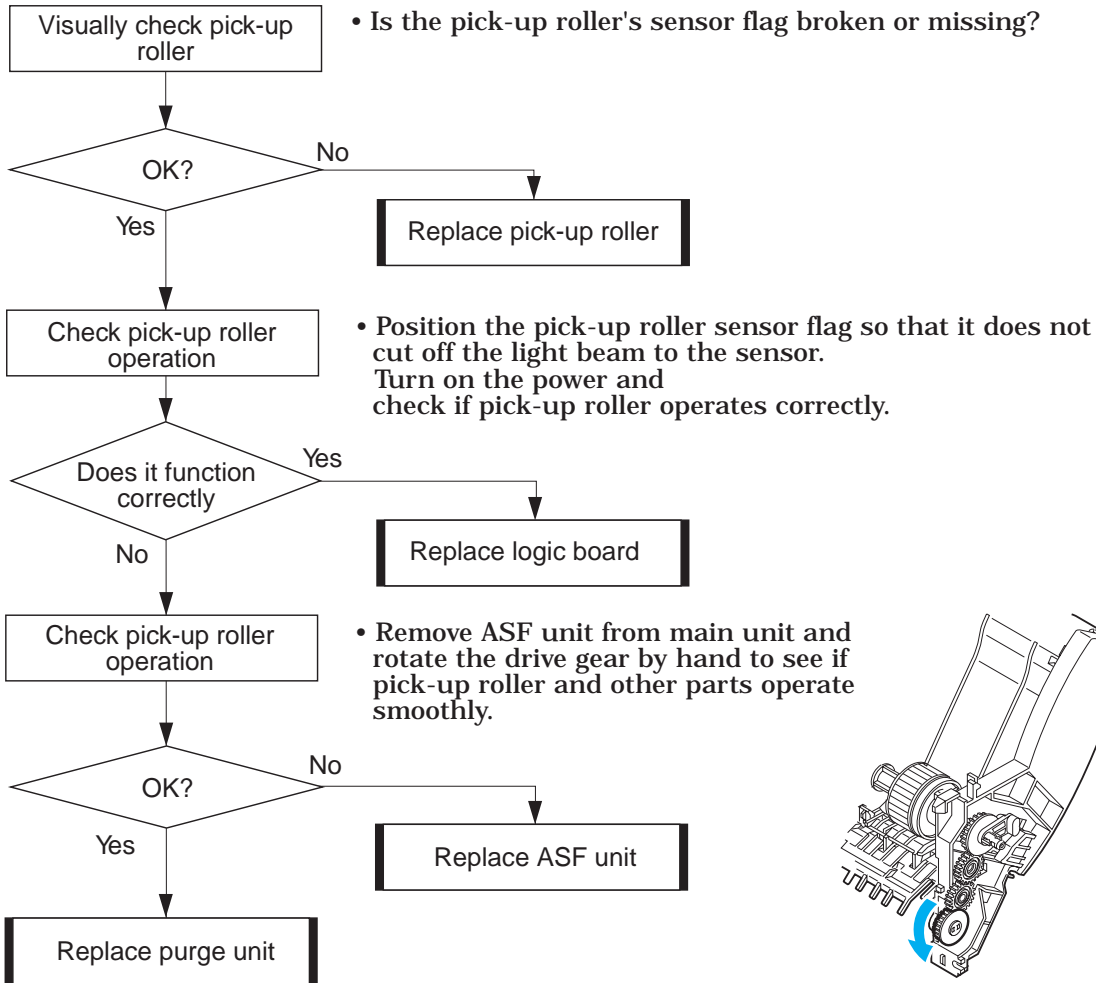 Visually check pick-up
roller
• Is the pick-up roller's sensor flag broken or missing?
OK?
No
Yes
Replace pick-up roller
Check pick-up roller
operation
• Position the pick-up roller sensor flag so that it does not
cut off the light beam to the sensor.
Turn on the power and
check if pick-up roller operates correctly.
Does it function
correctly
Yes
No
Replace logic board
Check pick-up roller
operation
• Remove ASF unit from main unit and
rotate the drive gear by hand to see if
pick-up roller and other parts operate
smoothly.
OK?
No
Yes
Replace ASF unit
Replace purge unit